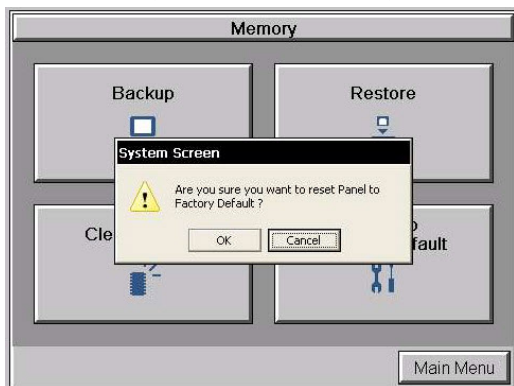 Memory
Backup
Restore
System Screen
Are you sure you want to reset Panel to
Factory Default ?
OK
Cancel
Main Menu